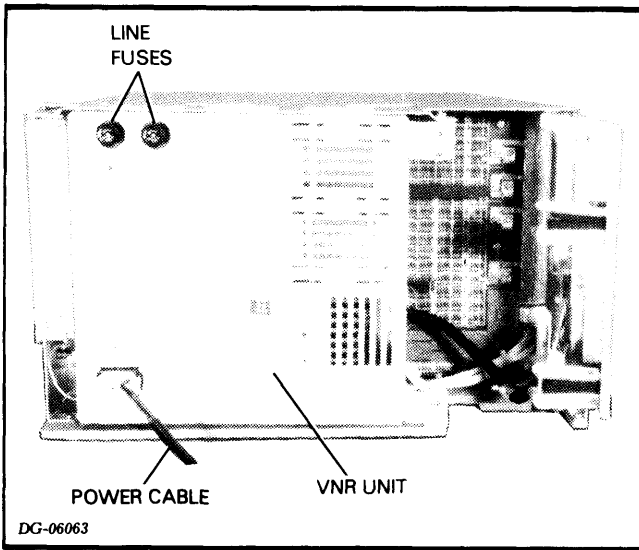 LINE
FUSES
POWER CABLE
VNR UNIT
DG-06063